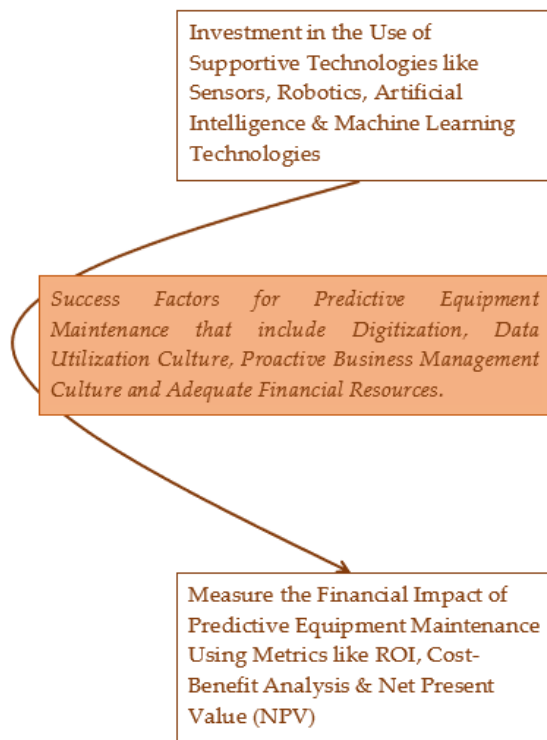 Investment in the Use of
Supportive Technologies like
Sensors, Robotics, Artificial
Intelligence & Machine Learning
Technologies
Success Factors for Predictive Equipment
Maintenance that include Digitization, Data
Utilization Culture, Proactive Business Management
Culture and Adequate Financial Resources.
Measure the Financial Impact of
Predictive Equipment Maintenance
Using Metrics like ROI, Cost-
Benefit Analysis & Net Present
Value (NPV)